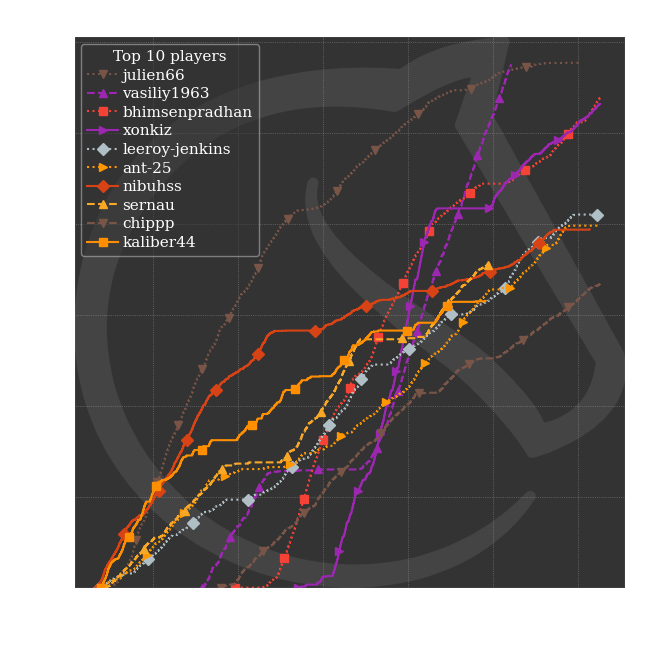 Top 10 players
julien66
vasiliy1963
bhimsenpradhan
xonkiz
leeroy-jenkins
ant-25
nibuhss
sernau
chippp
kaliber44